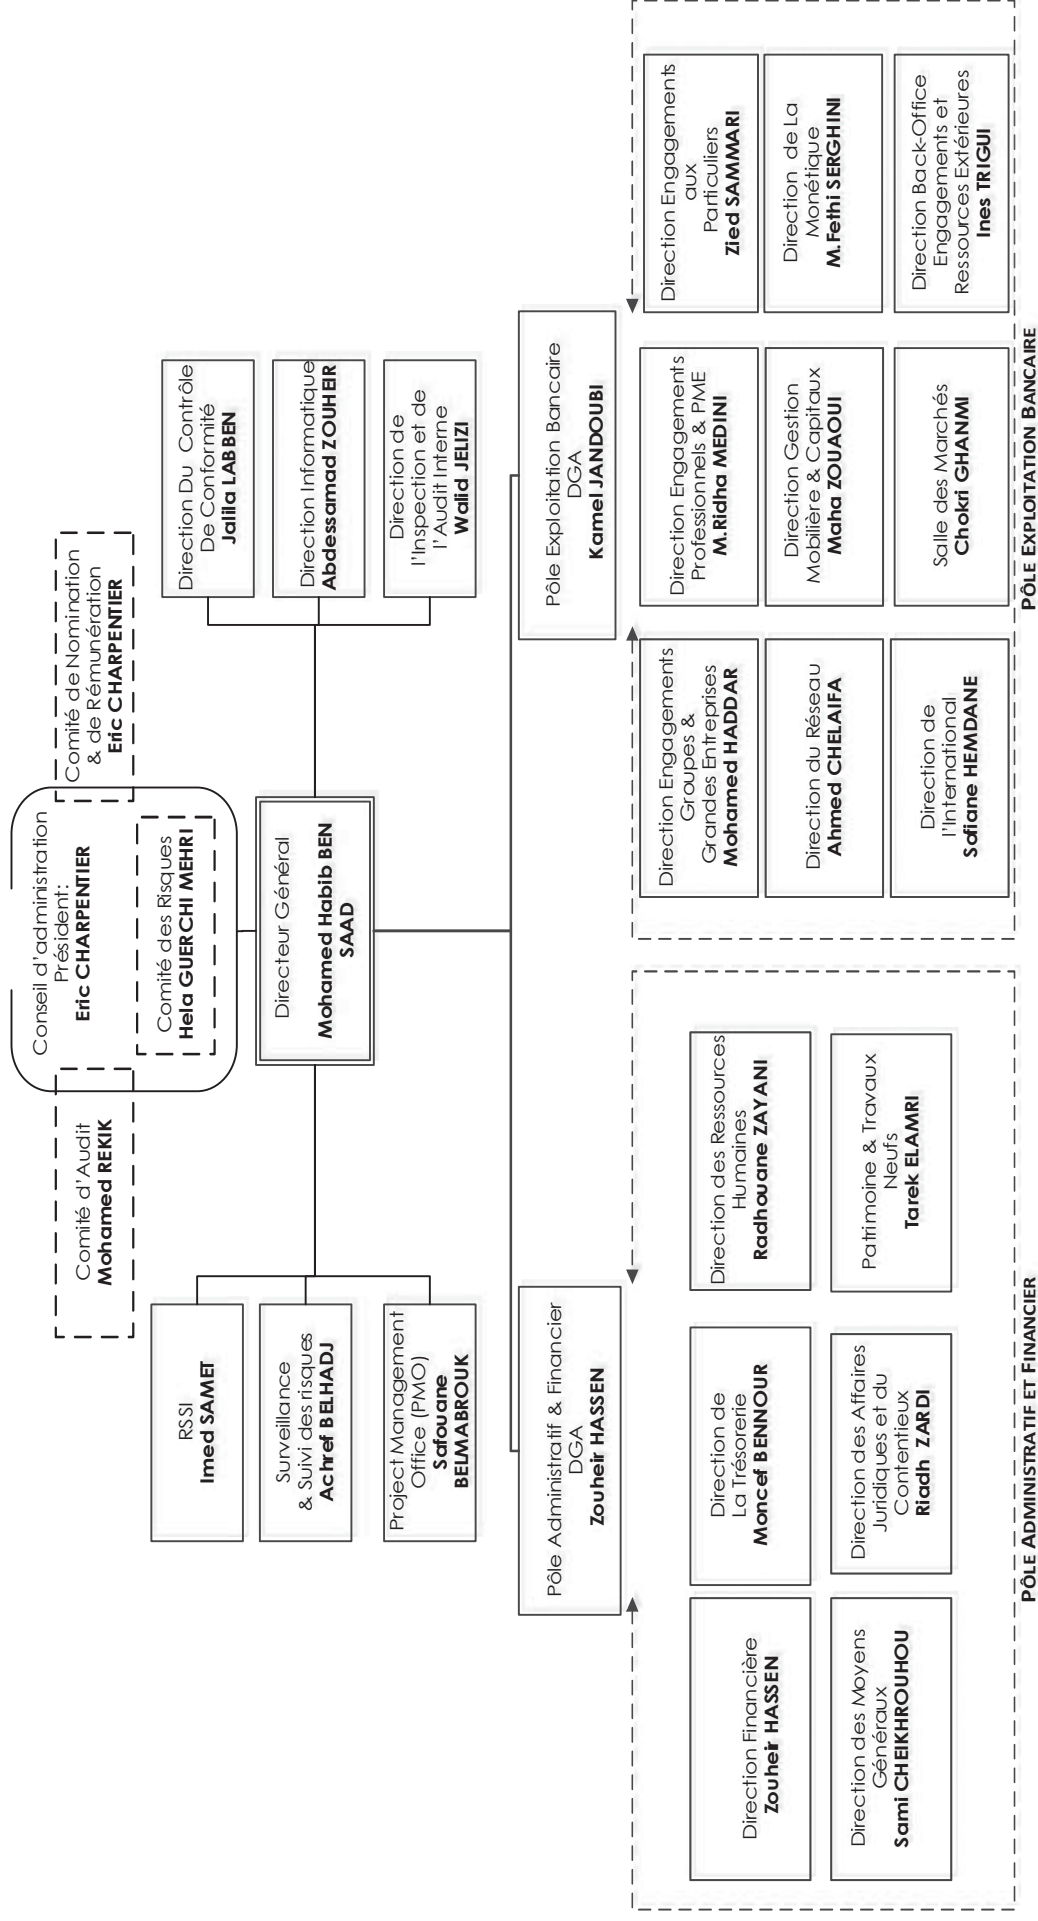 Conseil d'administration
Président:
Eric CHARPENTIER
Comité d'Audit
Mohamed REKIK
Comité des Risques
Hela GUERCHI MEHRI
Comité de Nomination
& de Rémunération
Eric CHARPENTIER
Directeur Général
Mohamed Habib BEN
SAAD
RSSI
Imed SAMET
Surveillance
& Suivi des risques
Achref BELHADJ
Project Management
Office (PMO)
Safouane
BELMABROUK
Direction Du Contrôle
De Conformité
Jalila LABBEN
Direction Informatique
Abdessamad ZOUHEIR
Direction de
l'Inspection et de
l'Audit Interne
Walid JELIZI
Pôle Administratif & Financier
DGA
Zouheir HASSEN
Pôle Exploitation Bancaire
DGA
Kamel JANDOUBI
Direction Financière
Zouheir HASSEN
Direction de
La Trésorerie
Moncef BENNOUR
Direction des Ressources
Humaines
Radhouane ZAYANI
Direction des Moyens
Généraux
Sami CHEIKHROUHOU
Direction des Affaires
Juridiques et du
Contentieux
Riadh ZARDI
Patrimoine & Travaux
Neufs
Tarek ELAMRI
PÔLE ADMINISTRATIF ET FINANCIER
Direction Engagements
Groupes &
Grandes Entreprises
Mohamed HADDAR
Direction Engagements
Professionnels & PME
M.Ridha MEDINI
Direction Engagements
aux
Particuliers
Zied SAMMARI
Direction du Réseau
Ahmed CHELAIFA
Direction Gestion
Mobilière & Capitaux
Maha ZOUAOUI
Direction de La
Monétique
M.Fethi SERGHINI
Direction de
l'International
Sofiane HEMDANE
Salle des Marchés
Chokri GHANMI
Direction Back-Office
Engagements et
Ressources Extérieures
Ines TRIGUI
PÔLE EXPLOITATION BANCAIRE